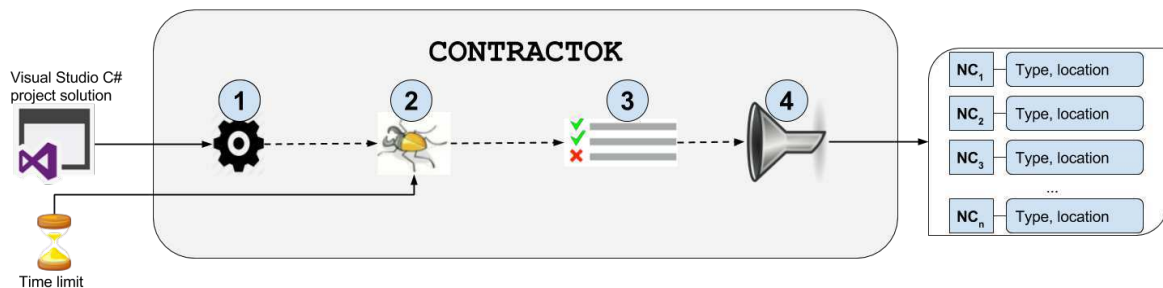 CONTRACTOK
Visual Studio C#
project solution
1
2
3
4
Time limit
NC1 Type, location
NC2 Type, location
NC3 Type, location
...
NCn Type, location